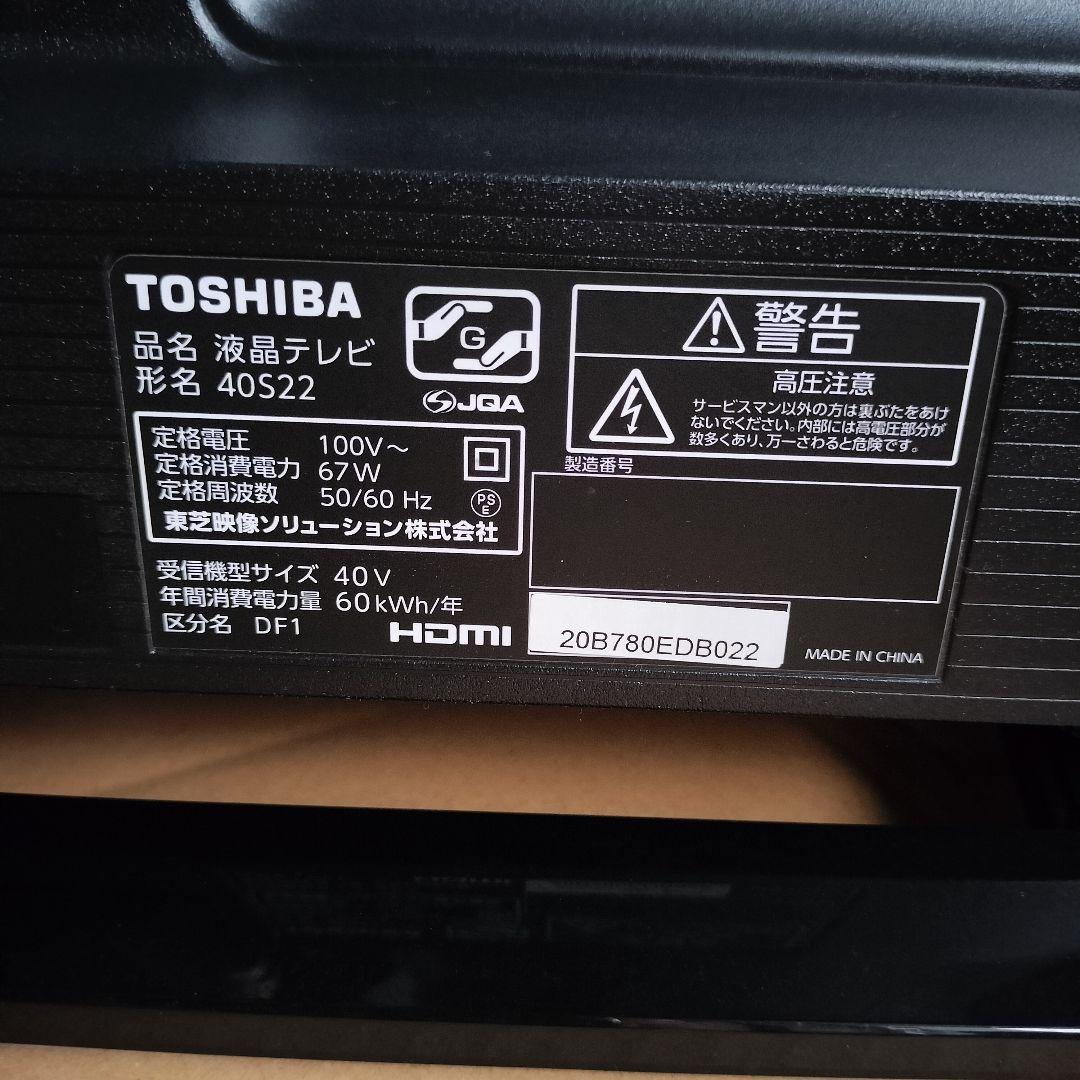 TOSHIBA
品名 液晶テレビ
形名 40S22
G
JQA
定格電圧 100V～
定格消費電力 67W
定格周波数 50/60 Hz
PS
E
東芝映像ソリューション株式会社
受信機型サイズ 40V
年間消費電力量 60kWh/年
区分名 DF1
HDMI
警告
高圧注意
サービスマン以外の方は裏ぶたをあけ
ないでください。内部には高電圧部分が
数多くあり、万一さわると危険です。
製造番号
20B780EDB022
MADE IN CHINA